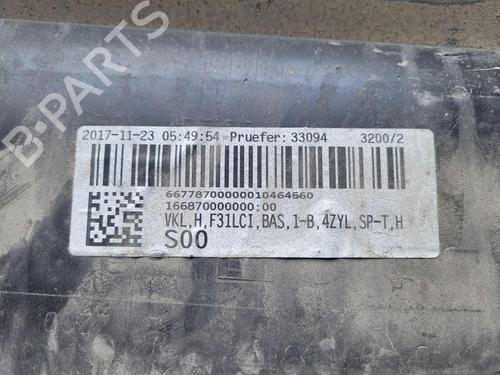 B-PARTS
2017-11-23 05:49:54 Pruefer: 33094 3200/2
66778700000010464560
166870000000:00
VKL,H,F31LCI,BAS,1-B,4ZYL,SP-T,H
S00